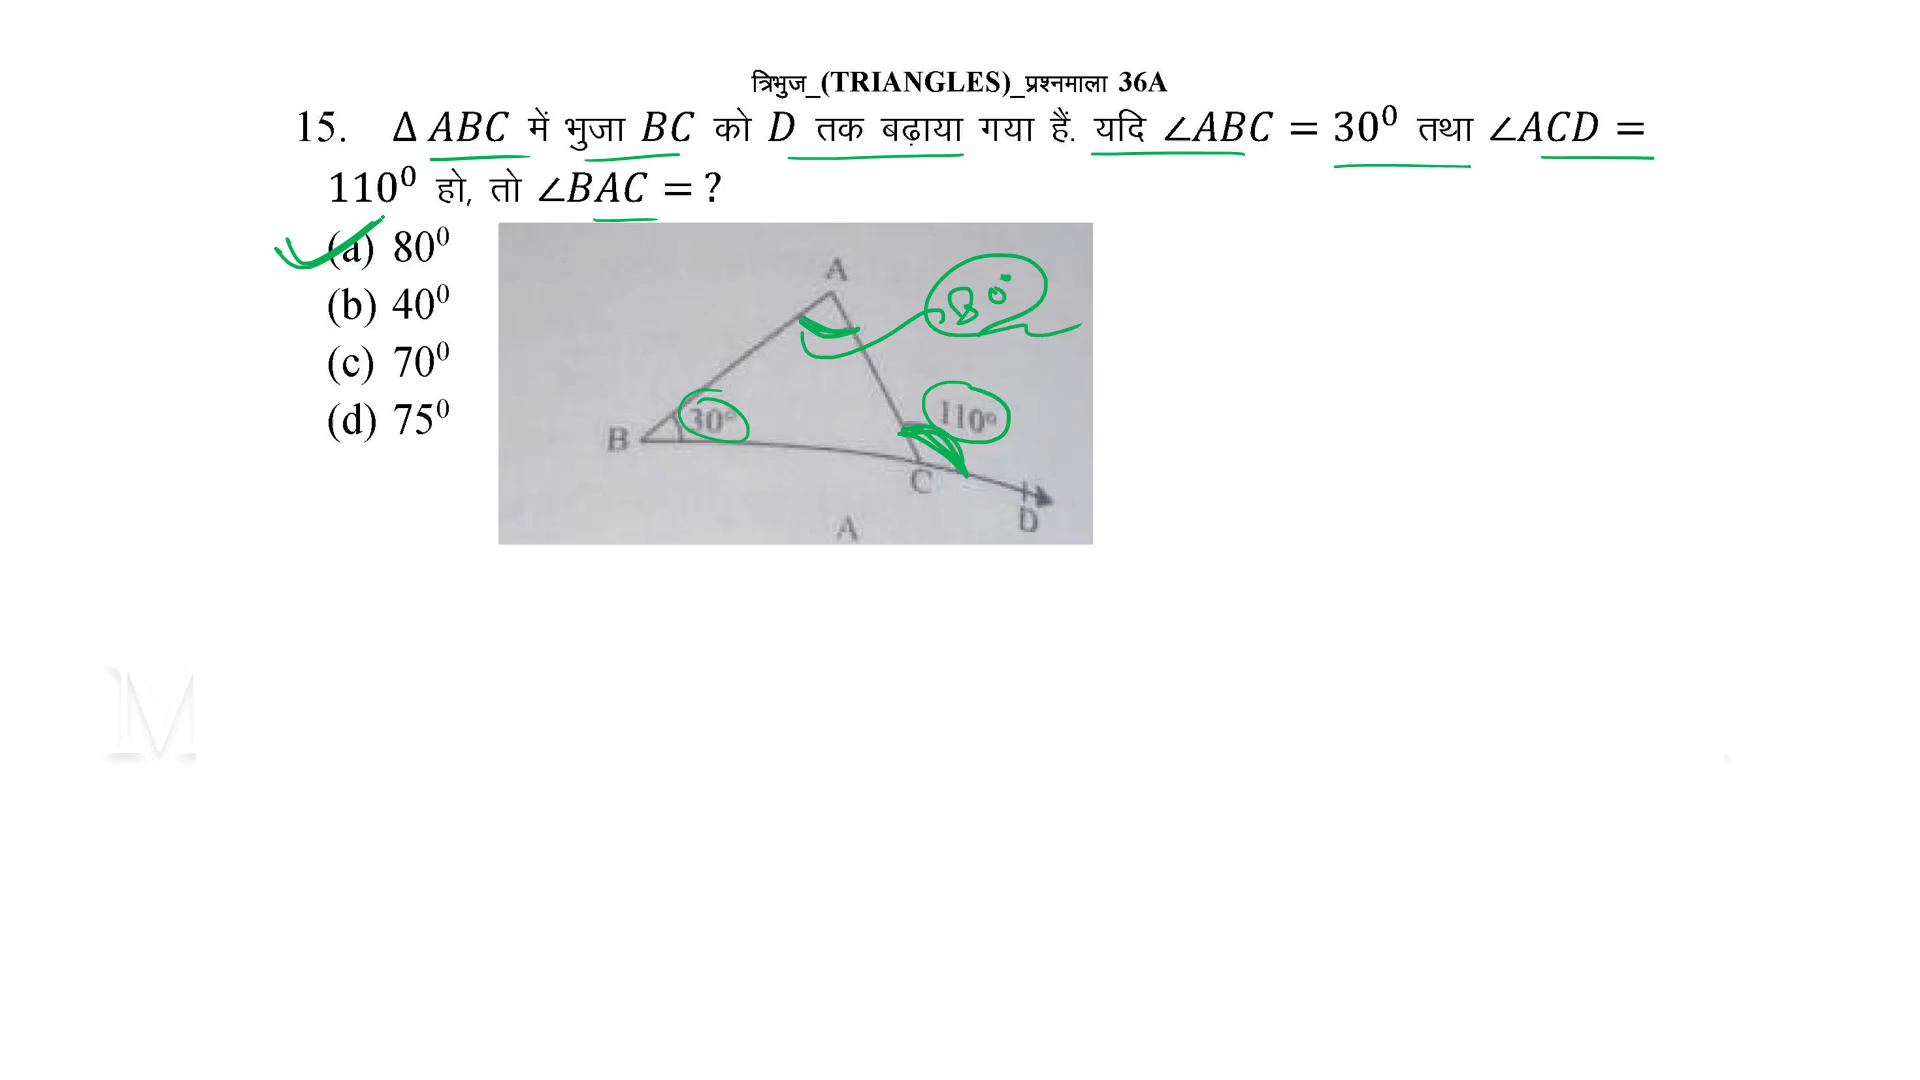 त्रिभुज_(TRIANGLES)_प्रश्नमाला 36A
15. Δ ABC में भुजा BC को D तक बढ़ाया गया हैं. यदि ∠ABC = 30⁰ तथा ∠ACD =
110⁰ हो, तो ∠BAC = ?
(a) 80⁰
(b) 40⁰
(c) 70⁰
(d) 75⁰
A
80°
30°
110°
B
C
D
A
M